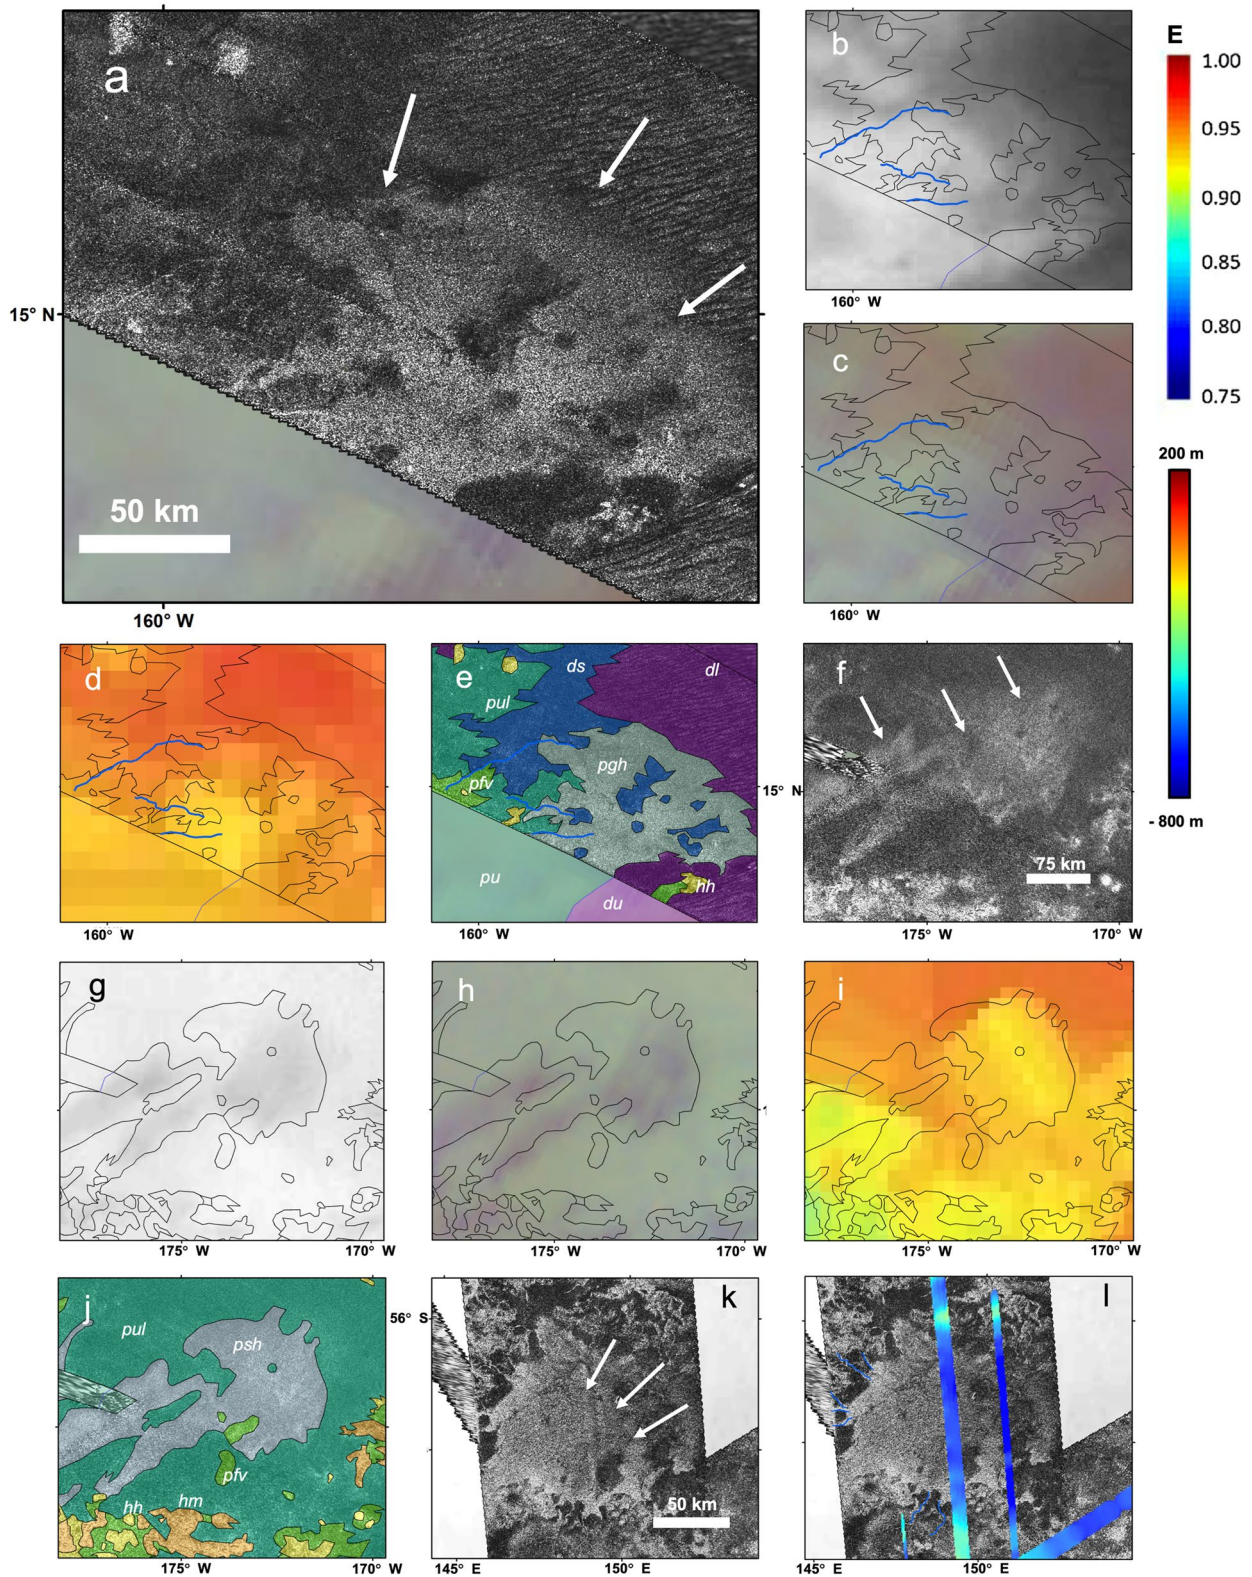 a
15° N
50 km
160° W
b
160° W
c
160° W
E
1.00
0.95
0.90
0.85
0.80
0.75
200 m
- 800 m
d
160° W
e
ds
dl
pul
pgh
pfv
hh
pu
du
160° W
15° N
f
75 km
175° W
170° W
g
175° W
170° W
h
175° W
170° W
i
175° W
170° W
j
pul
psh
pfv
hh
hm
175° W
170° W
56° S
k
50 km
145° E
150° E
l
145° E
150° E